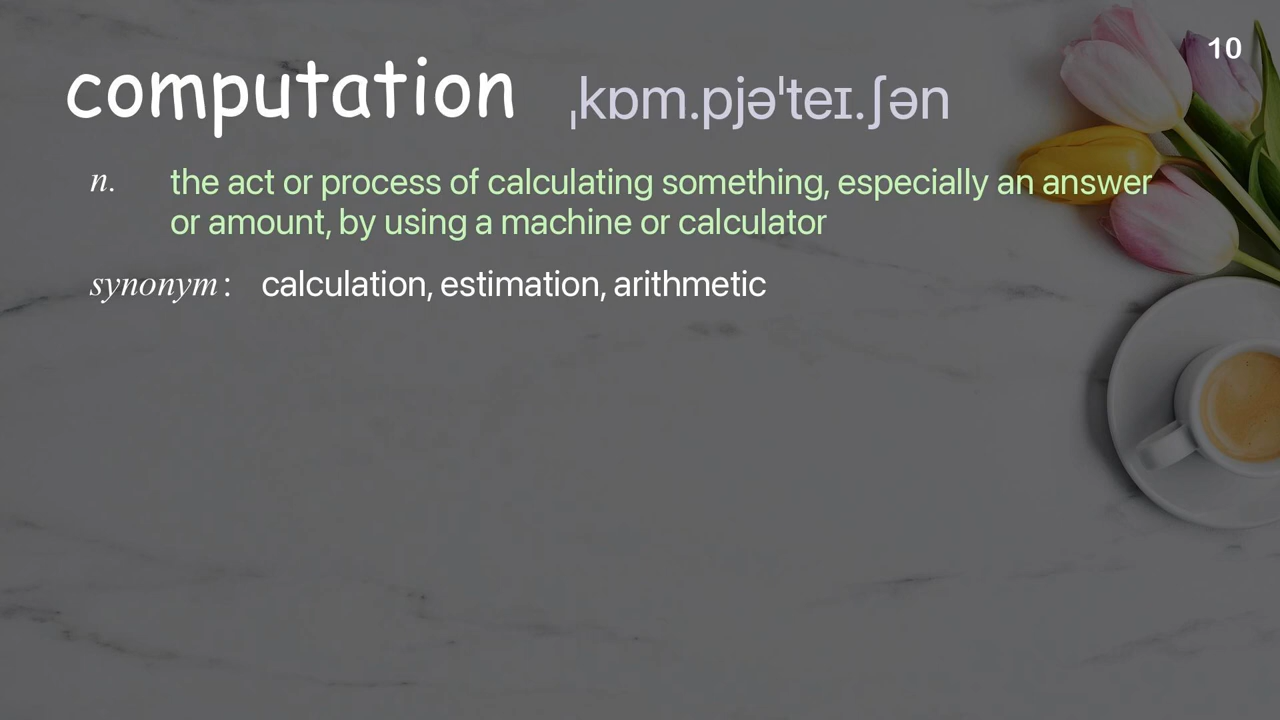 10
computation ˌkɒm.pjəˈteɪ.ʃən
n. the act or process of calculating something, especially an answer
or amount, by using a machine or calculator
synonym : calculation, estimation, arithmetic